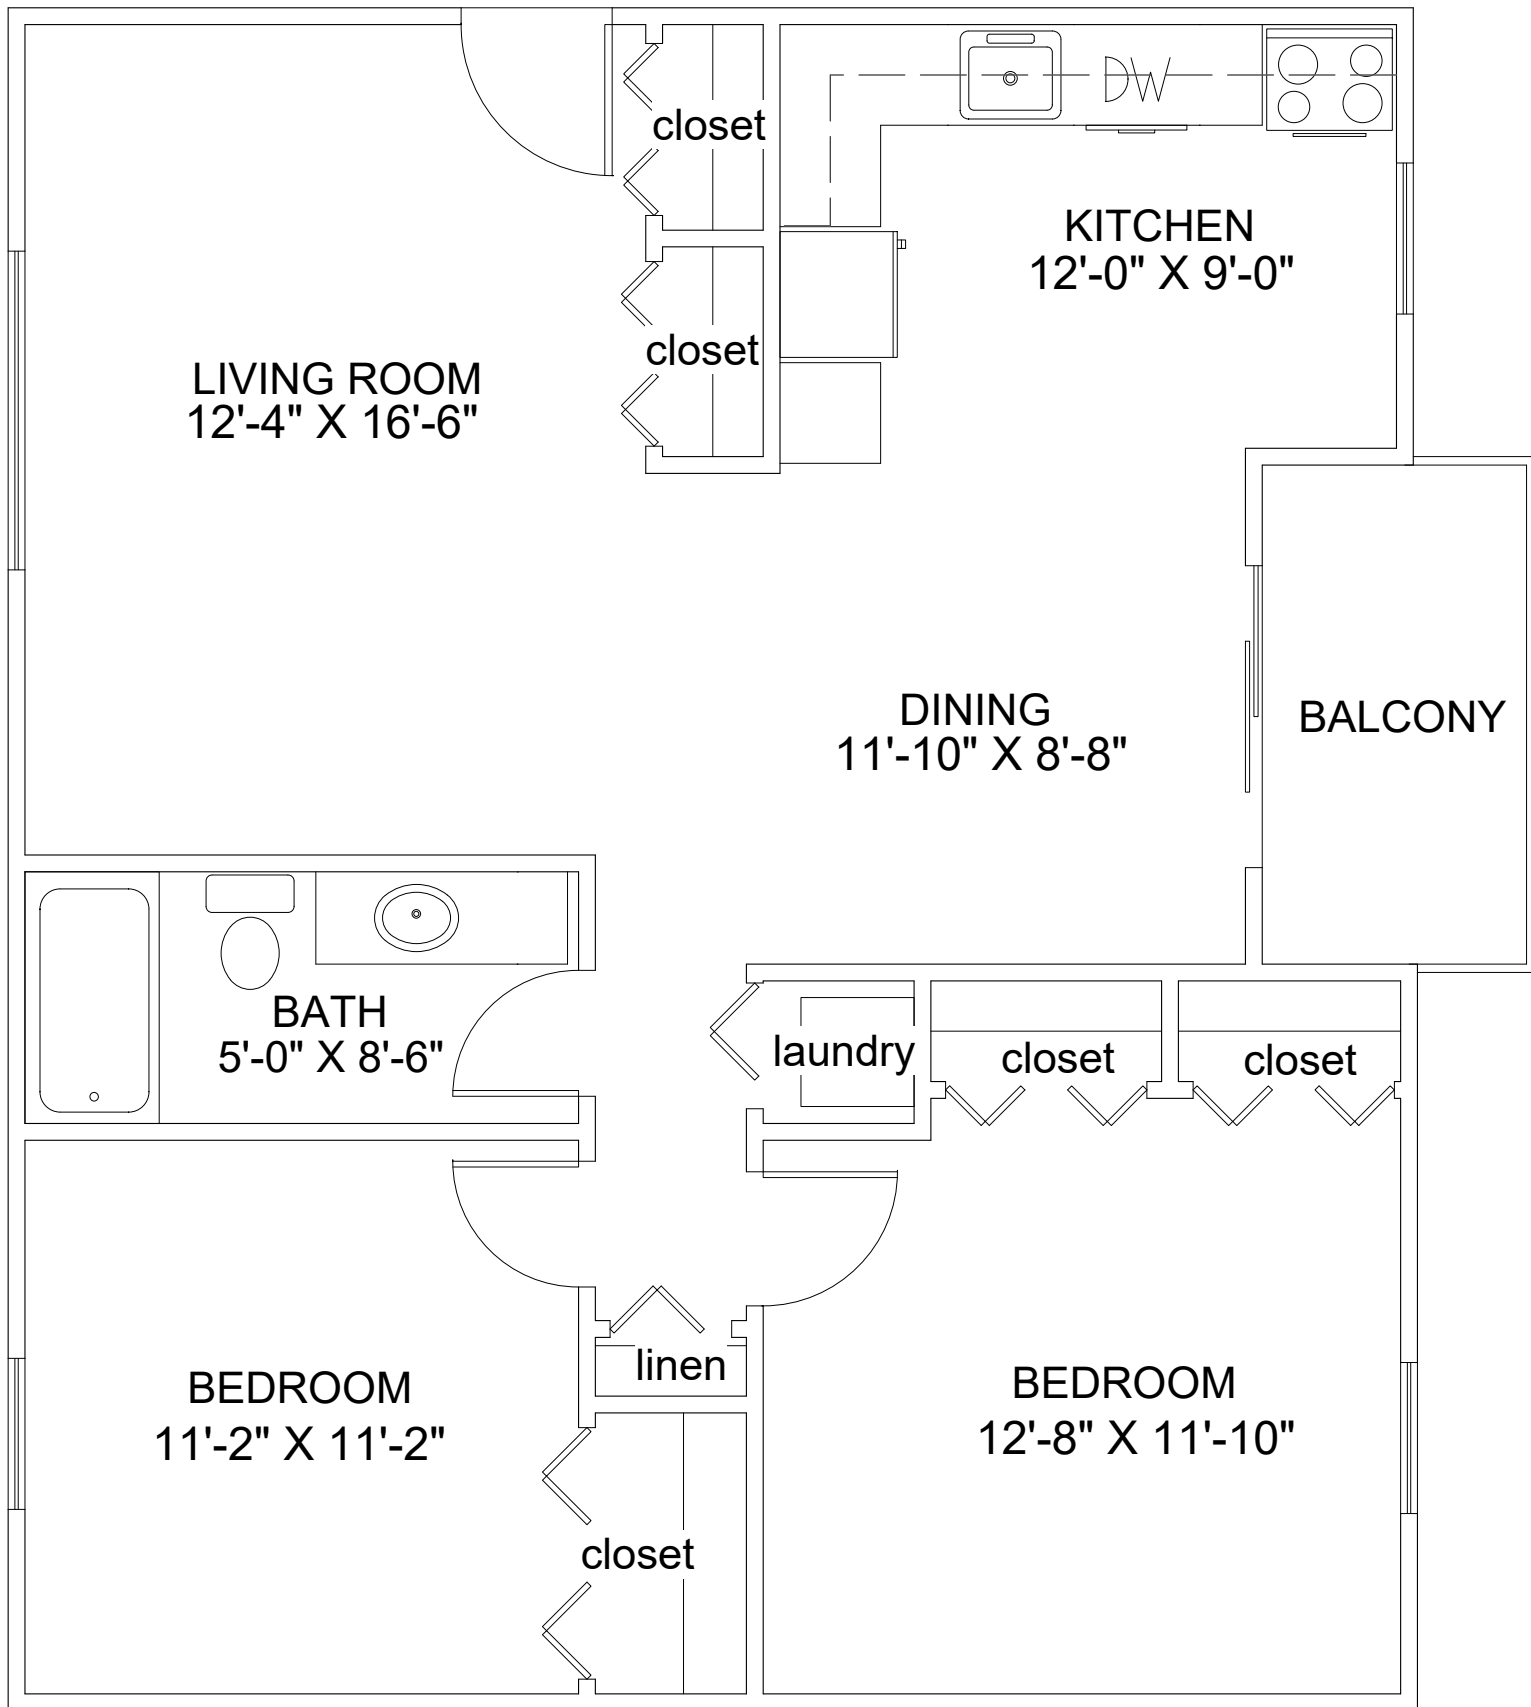 closet
DW
KITCHEN
12'-0" X 9'-0"
closet
LIVING ROOM
12'-4" X 16'-6"
DINING
11'-10" X 8'-8"
BALCONY
BATH
5'-0" X 8'-6"
laundry
closet
closet
linen
BEDROOM
11'-2" X 11'-2"
BEDROOM
12'-8" X 11'-10"
closet